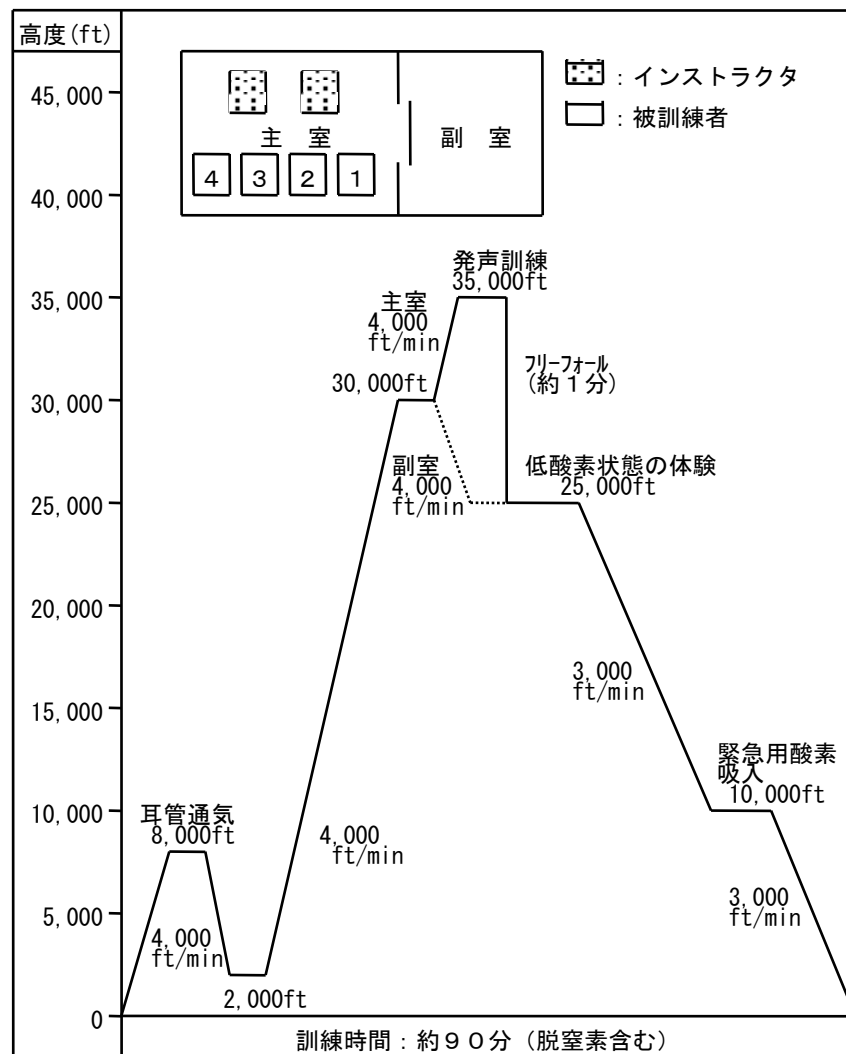 高度(ft)
45,000
40,000
35,000
30,000
25,000
20,000
15,000
10,000
5,000
0
：インストラクタ
：被訓練者
主　室
副　室
4
3
2
1
発声訓練
35,000ft
主室
4,000
ft/min
30,000ft
ﾌﾘｰﾌｫｰﾙ
(約１分)
副室
4,000
ft/min
低酸素状態の体験
25,000ft
3,000
ft/min
緊急用酸素
吸入
10,000ft
耳管通気
8,000ft
4,000
ft/min
3,000
ft/min
4,000
ft/min
2,000ft
訓練時間：約９０分（脱窒素含む）